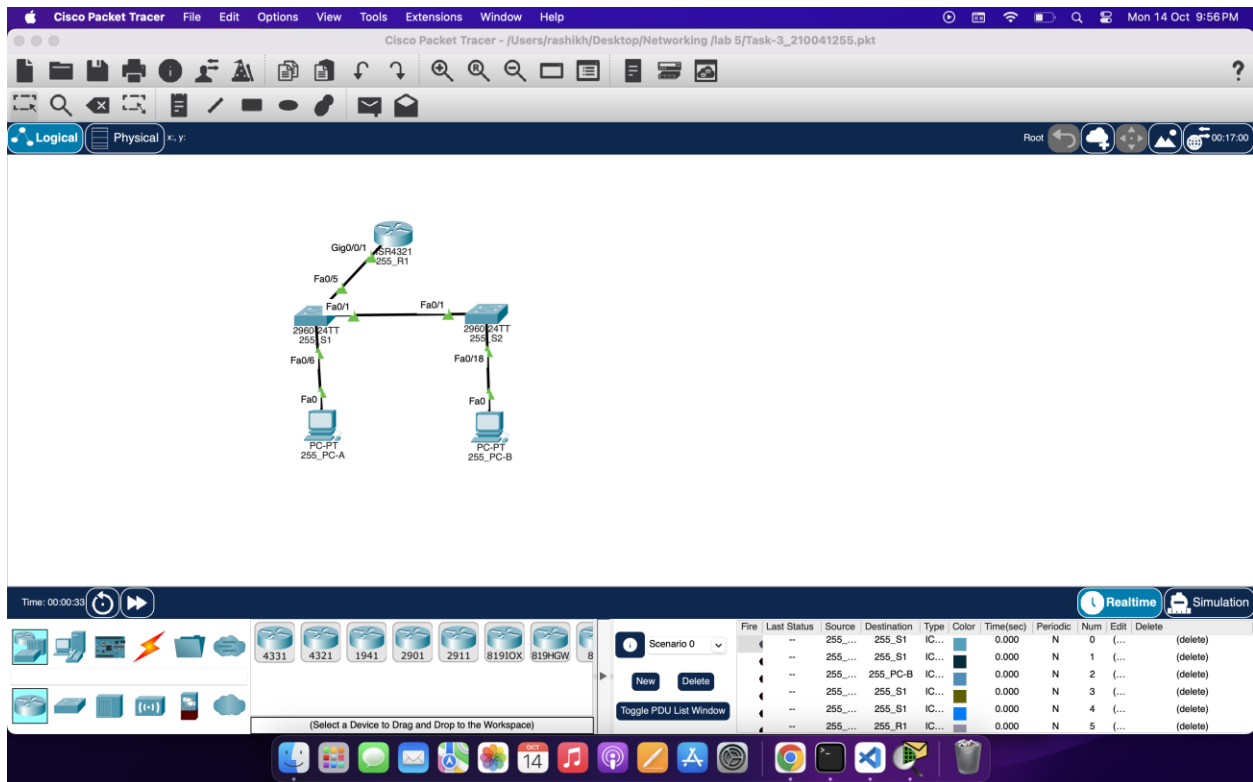 Cisco Packet Tracer File Edit Options View Tools Extensions Window Help Mon 14 Oct 9:56 PM
Cisco Packet Tracer - /Users/rashikh/Desktop/Networking /lab 5/Task-3_210041255.pkt
?
Logical Physical x:, y: Root 00:17:00
Gig0/0/1
ISR4321
255_R1
Fa0/5
Fa0/1 Fa0/1
2960-24TT
255_S1
2960-24TT
255_S2
Fa0/6 Fa0/18
Fa0 Fa0
PC-PT
255_PC-A
PC-PT
255_PC-B
Time: 00:00:33 Realtime Simulation
4331 4321 1941 2901 2911 819IOX 819HGW 8
(Select a Device to Drag and Drop to the Workspace)
Scenario 0
New Delete
Toggle PDU List Window
Fire Last Status Source Destination Type Color Time(sec) Periodic Num Edit Delete
-- 255_... 255_S1 IC... 0.000 N 0 (... (delete)
-- 255_... 255_S1 IC... 0.000 N 1 (... (delete)
-- 255_... 255_PC-B IC... 0.000 N 2 (... (delete)
-- 255_... 255_S1 IC... 0.000 N 3 (... (delete)
-- 255_... 255_S1 IC... 0.000 N 4 (... (delete)
-- 255_... 255_R1 IC... 0.000 N 5 (... (delete)
OCT
14